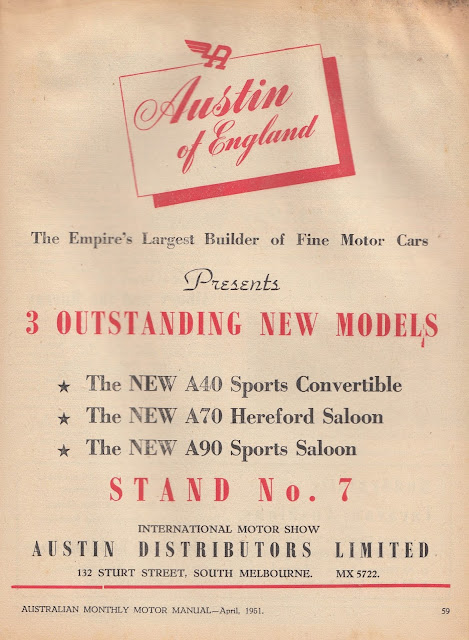 A
Austin
of England
The Empire's Largest Builder of Fine Motor Cars
Presents
3 OUTSTANDING NEW MODELS
★ The NEW A40 Sports Convertible
★ The NEW A70 Hereford Saloon
★ The NEW A90 Sports Saloon
STAND No. 7
INTERNATIONAL MOTOR SHOW
AUSTIN DISTRIBUTORS LIMITED
132 STURT STREET, SOUTH MELBOURNE. MX 5722.
AUSTRALIAN MONTHLY MOTOR MANUAL—April, 1951. 59